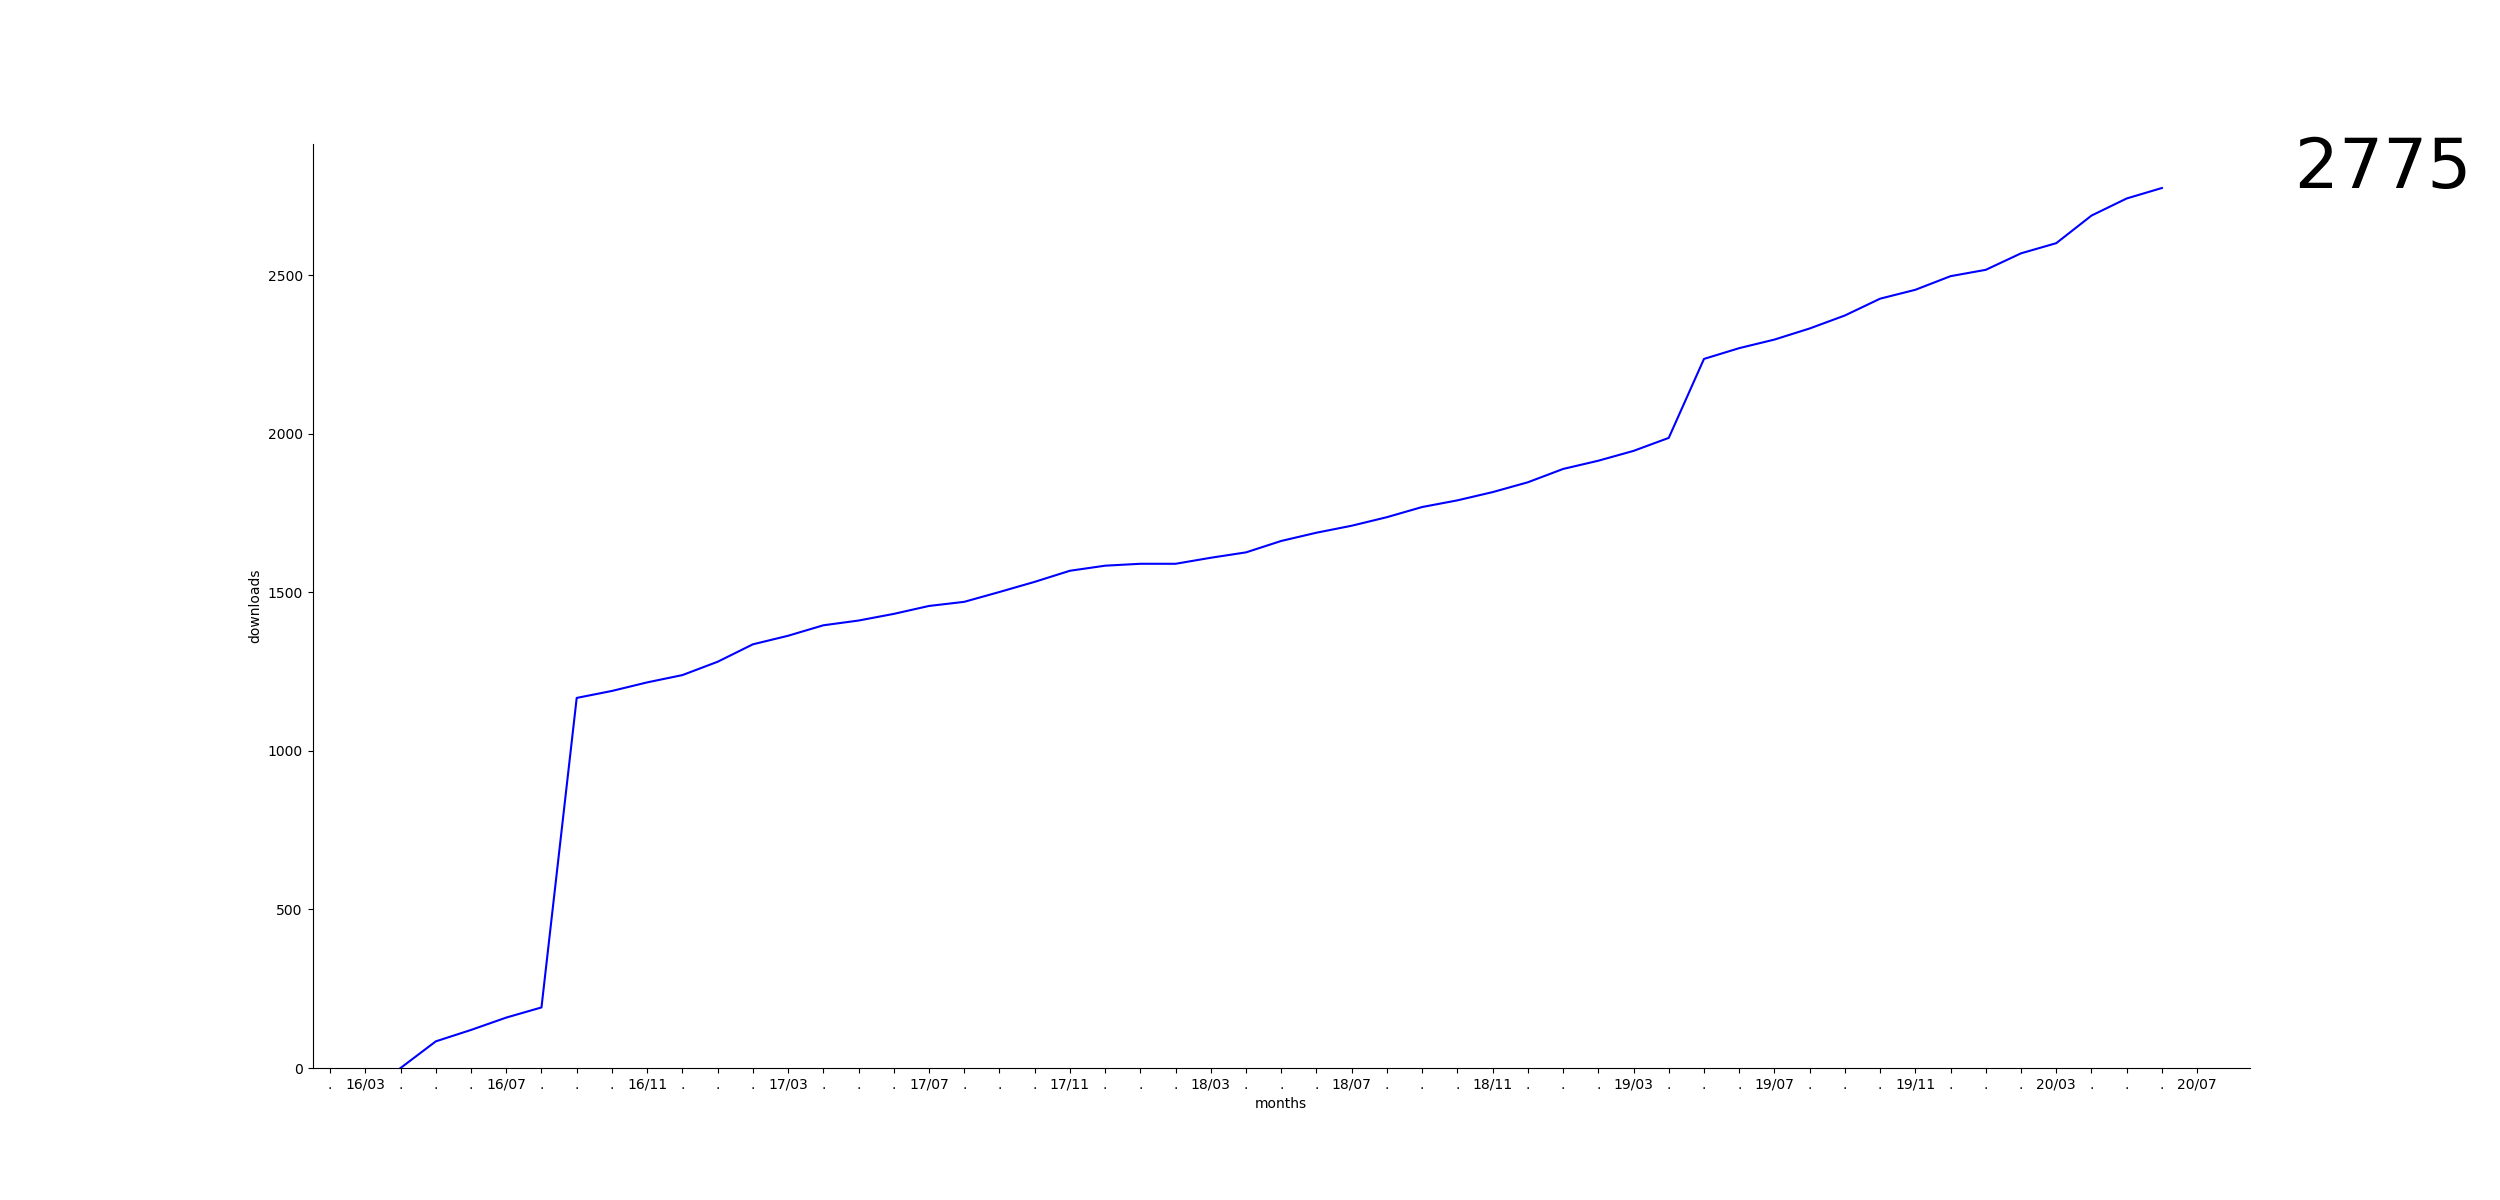 2775
2500
2000
1500
1000
500
0
downloads
. 16/03 . . . 16/07 . . . 16/11 . . . 17/03 . . . 17/07 . . . 17/11 . . . 18/03 . . . 18/07 . . . 18/11 . . . 19/03 . . . 19/07 . . . 19/11 . . . 20/03 . . . 20/07
months